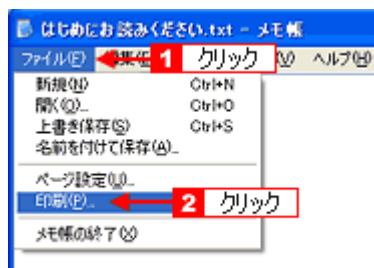 はじめにお読みください.txt - メモ帳
ファイル(F) 1 クリック (V) ヘルプ(H)
新規(N) Ctrl+N
開く(O)... Ctrl+O
上書き保存(S) Ctrl+S
名前を付けて保存(A)...
ページ設定(U)...
印刷(P)... 2 クリック
メモ帳の終了(X)